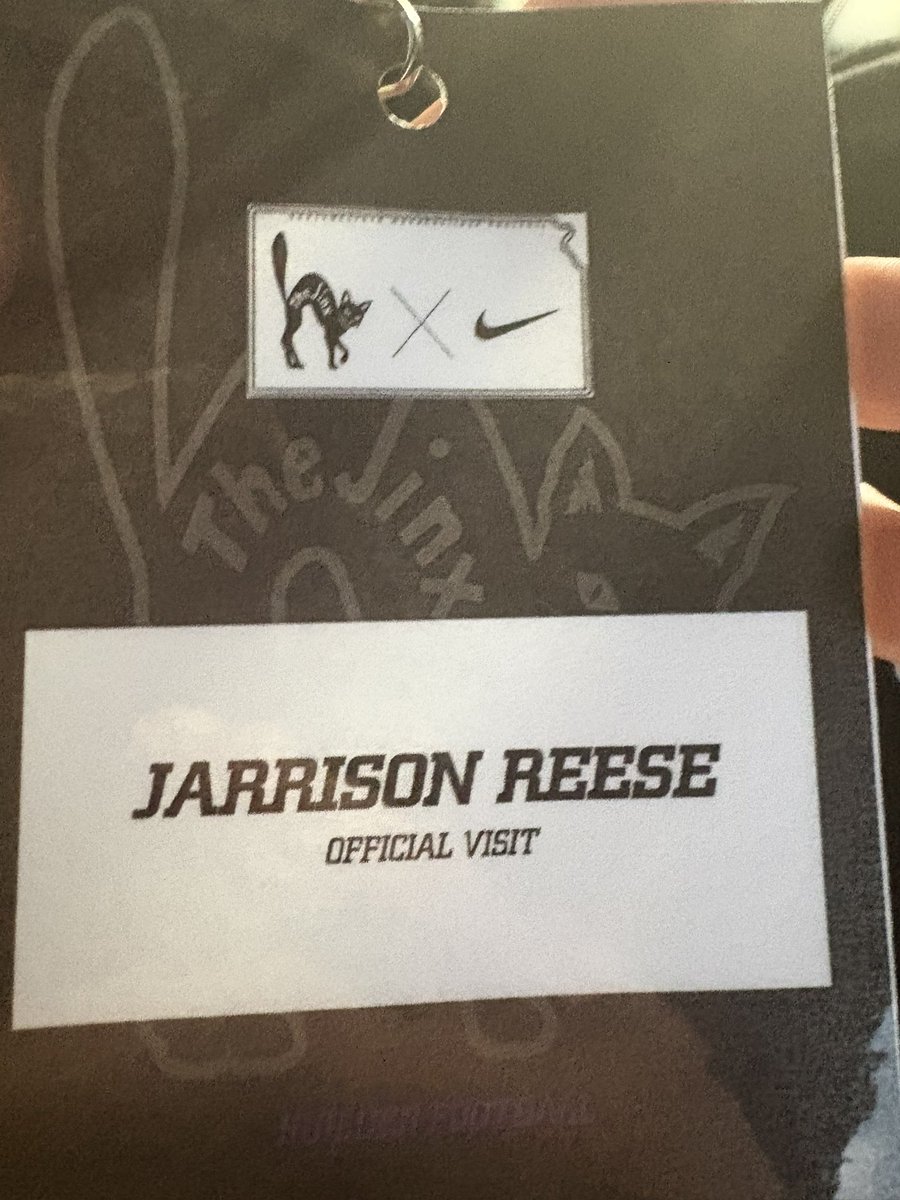 The Jinx
JARRISON REESE
OFFICIAL VISIT